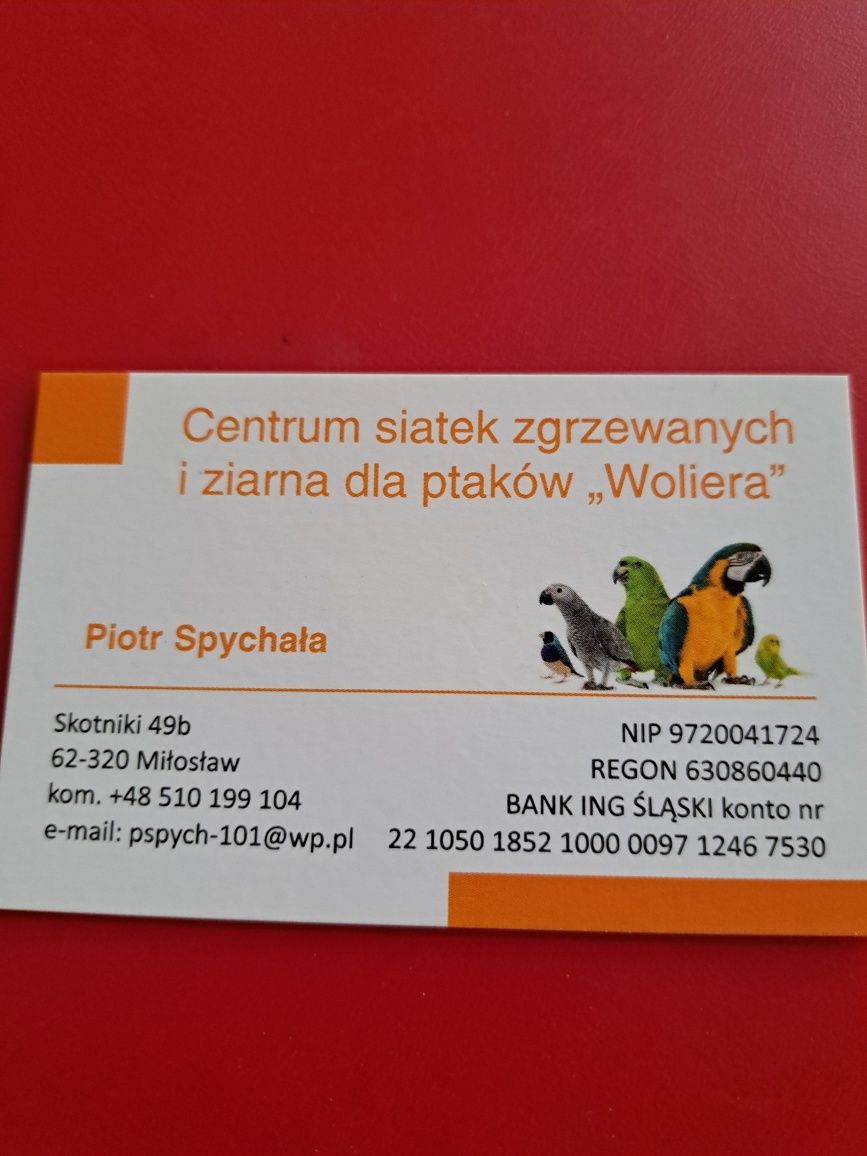 Centrum siatek zgrzewanych
i ziarna dla ptaków „Woliera”
Piotr Spychała
Skotniki 49b
62-320 Miłosław
kom. +48 510 199 104
e-mail: pspych-101@wp.pl
NIP 9720041724
REGON 630860440
BANK ING ŚLĄSKI konto nr
22 1050 1852 1000 0097 1246 7530